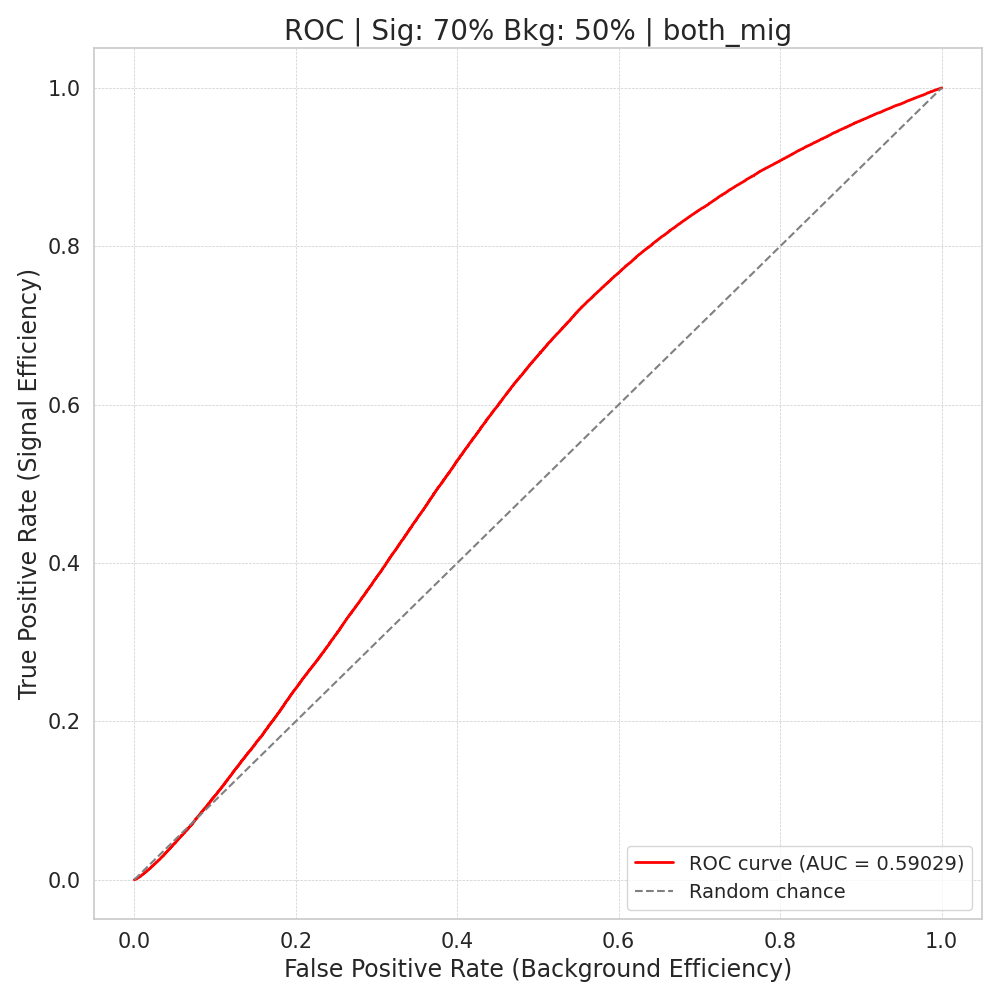 ROC | Sig: 70% Bkg: 50% | both_mig
True Positive Rate (Signal Efficiency)
1.0
0.8
0.6
0.4
0.2
0.0
ROC curve (AUC = 0.59029)
Random chance
0.0 0.2 0.4 0.6 0.8 1.0
False Positive Rate (Background Efficiency)